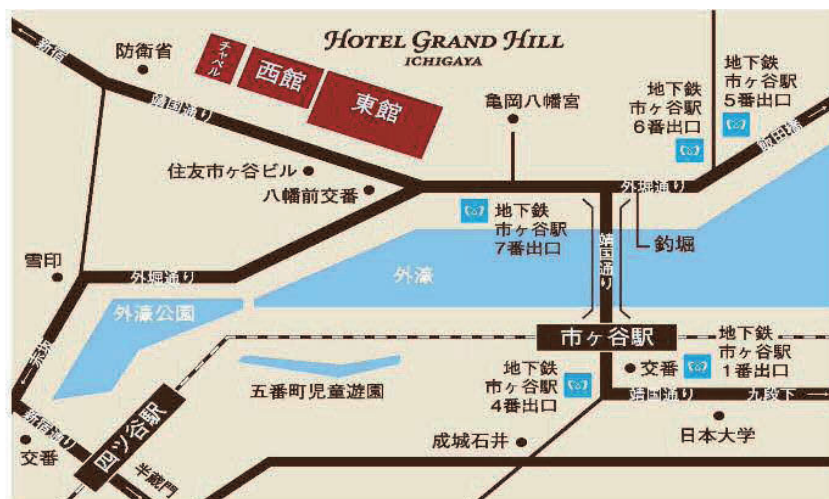 HOTEL GRAND HILL
ICHIGAYA
新宿
防衛省
チャペル
西館
東館
靖国通り
亀岡八幡宮
地下鉄
市ヶ谷駅
6番出口
地下鉄
市ヶ谷駅
5番出口
飯田橋
住友市ヶ谷ビル
八幡前交番
外堀通り
地下鉄
市ヶ谷駅
7番出口
靖国通り
釣堀
雪印
外堀通り
外濠
外濠公園
赤坂
市ヶ谷駅
五番町児童遊園
地下鉄
市ヶ谷駅
4番出口
交番
地下鉄
市ヶ谷駅
1番出口
靖国通り
九段下
新宿通り
四ツ谷駅
交番
半蔵門
成城石井
日本大学